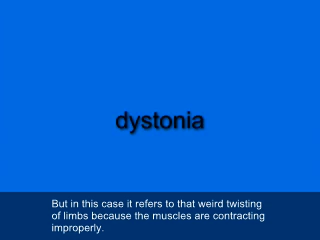 dystonia
But in this case it refers to that weird twisting
of limbs because the muscles are contracting
improperly.